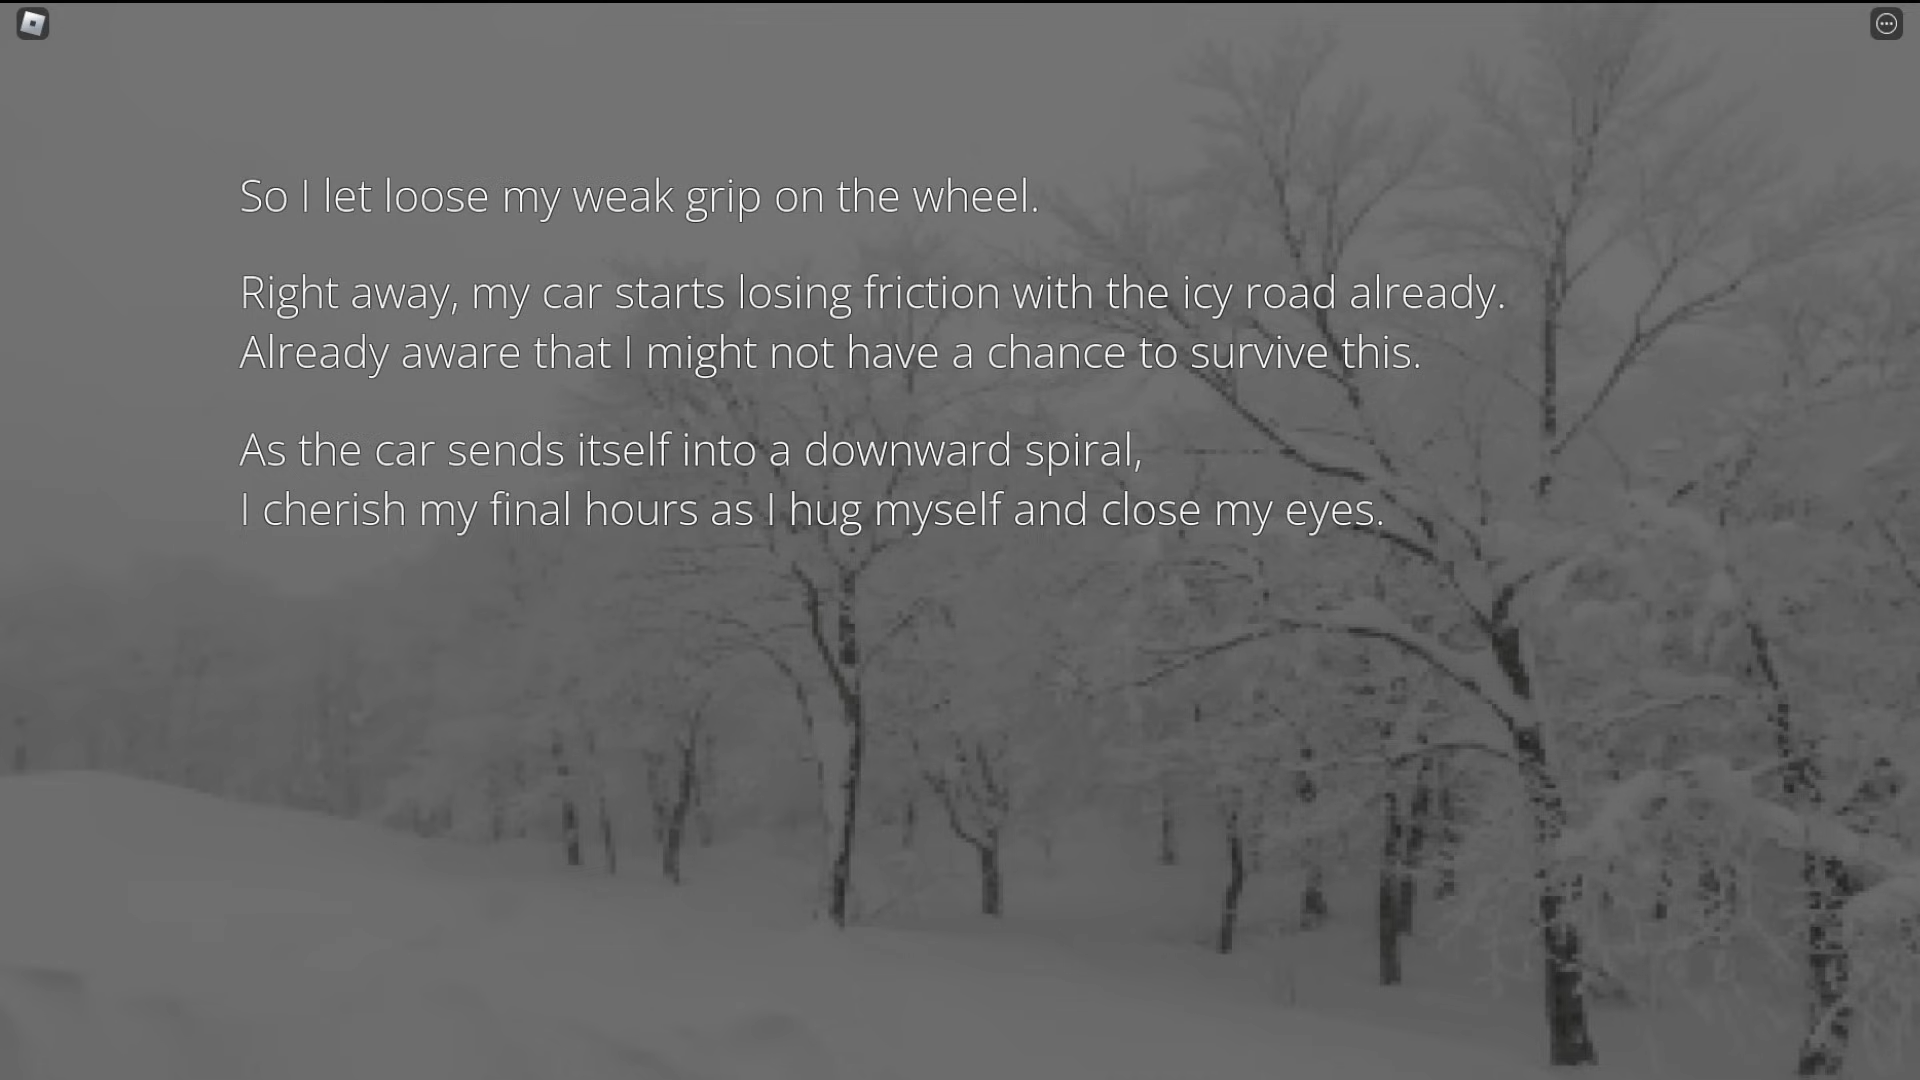 So I let loose my weak grip on the wheel.
Right away, my car starts losing friction with the icy road already.
Already aware that I might not have a chance to survive this.
As the car sends itself into a downward spiral,
I cherish my final hours as I hug myself and close my eyes.